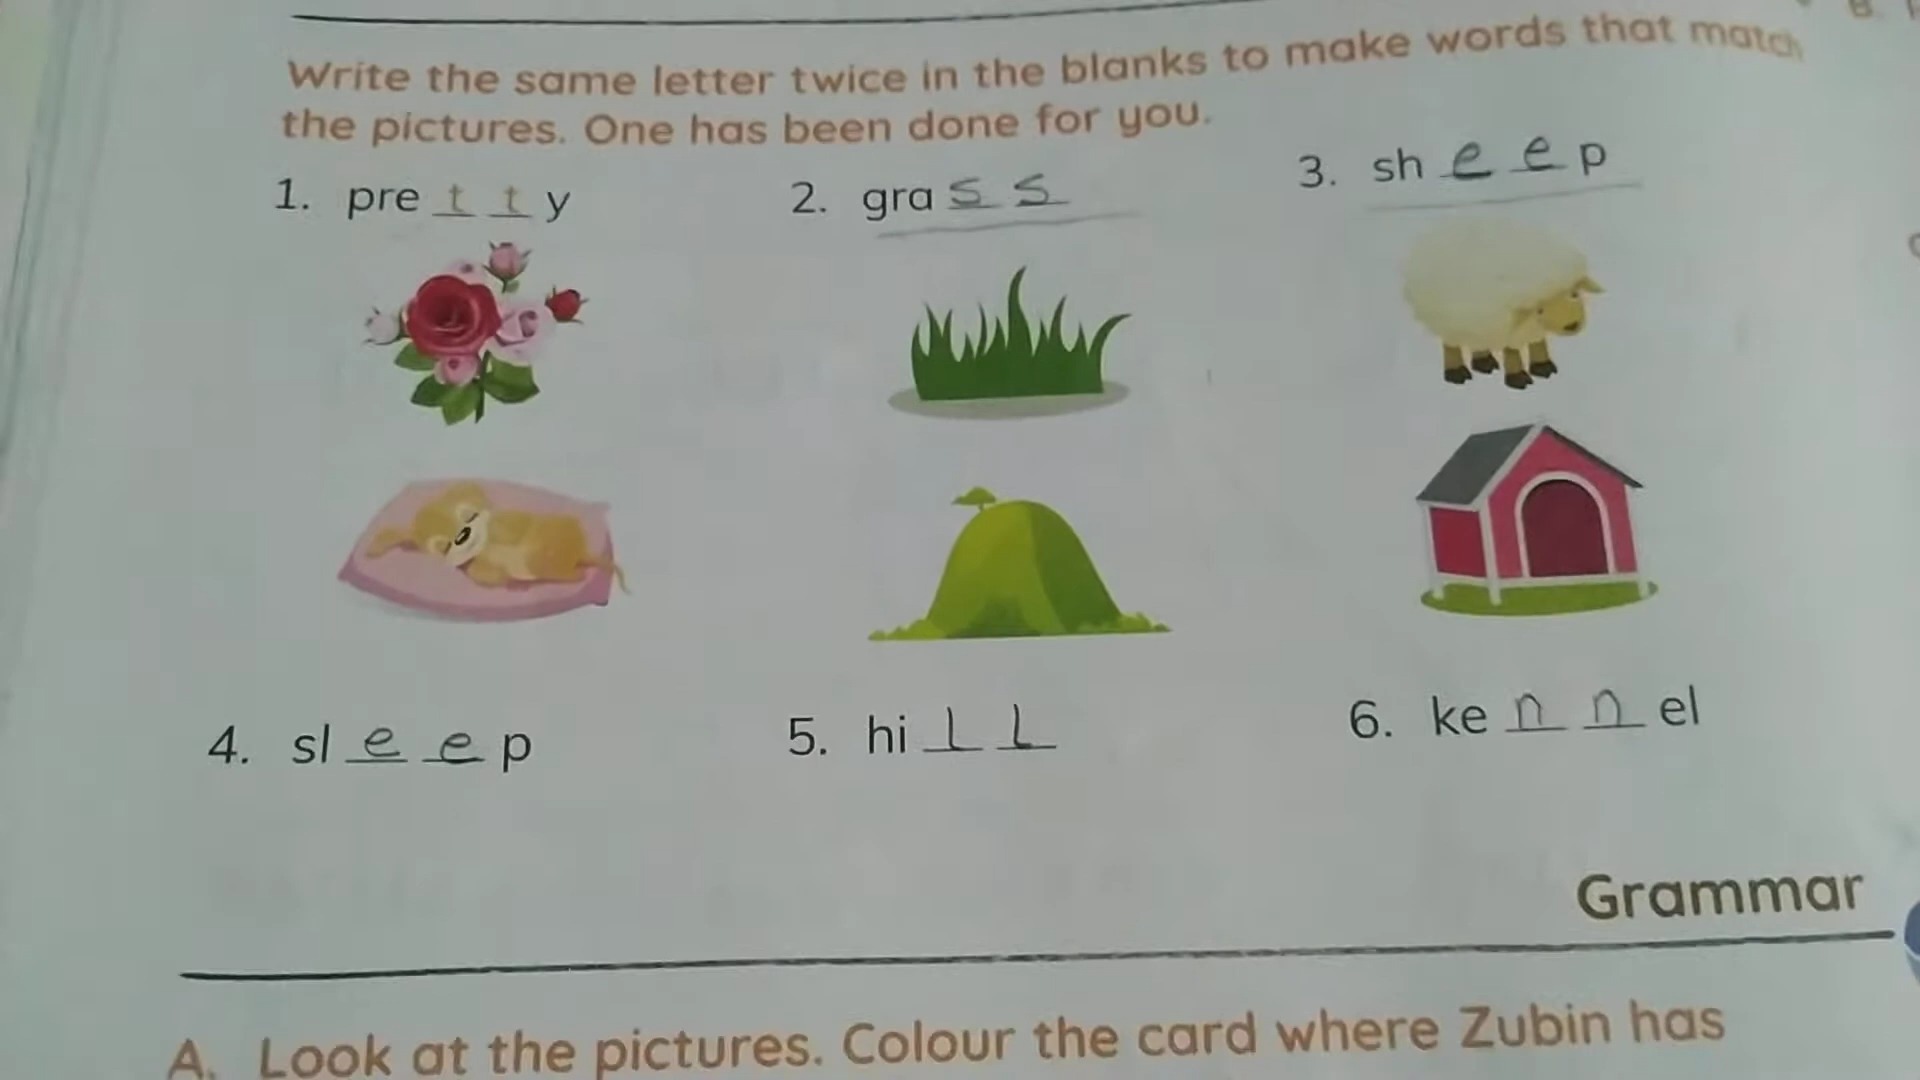 Write the same letter twice in the blanks to make words that match
the pictures. One has been done for you.
1. pre t t y
2. gra s s
3. sh e e p
4. sl e e p
5. hi l l
6. ke n n el
Grammar
A. Look at the pictures. Colour the card where Zubin has